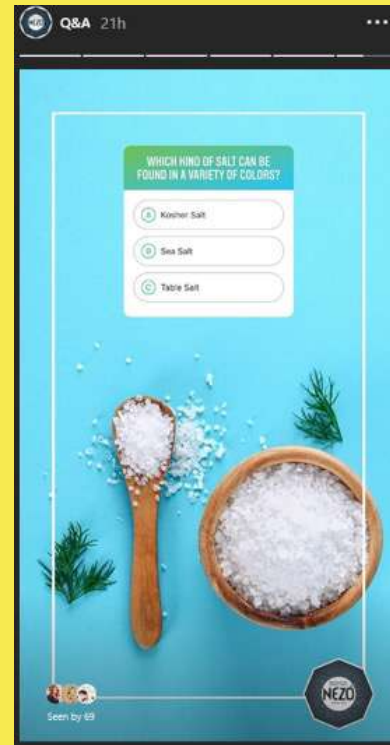 Q&A 21h
WHICH KIND OF SALT CAN BE
FOUND IN A VARIETY OF COLORS?
A Kosher Salt
B Sea Salt
C Table Salt
NEZO
Seen by 69